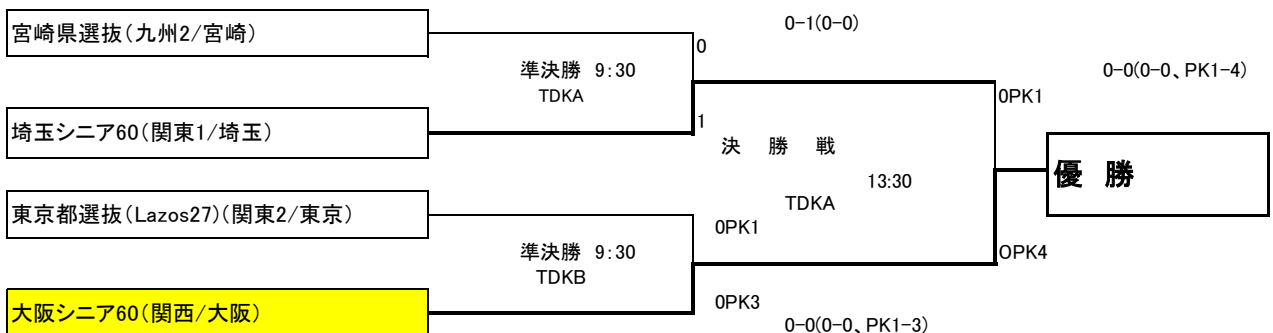 宮崎県選抜(九州2/宮崎)
0-1(0-0)
0
準決勝 9:30
TDKA
0-0(0-0、PK1-4)
0PK1
埼玉シニア60(関東1/埼玉)
1
決 勝 戦
13:30
TDKA
優 勝
東京都選抜(Lazos27)(関東2/東京)
0PK1
準決勝 9:30
TDKB
OPK4
大阪シニア60(関西/大阪)
0PK3
0-0(0-0、PK1-3)